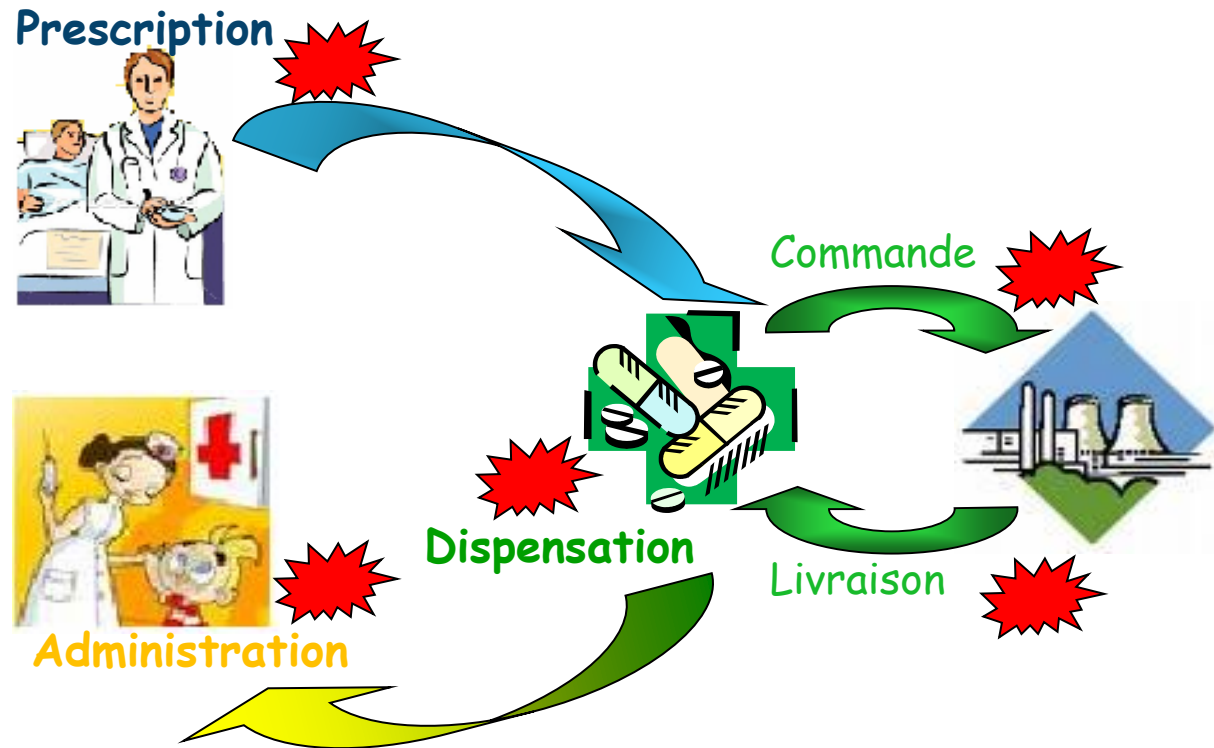 Prescription
Commande
Dispensation
Livraison
Administration